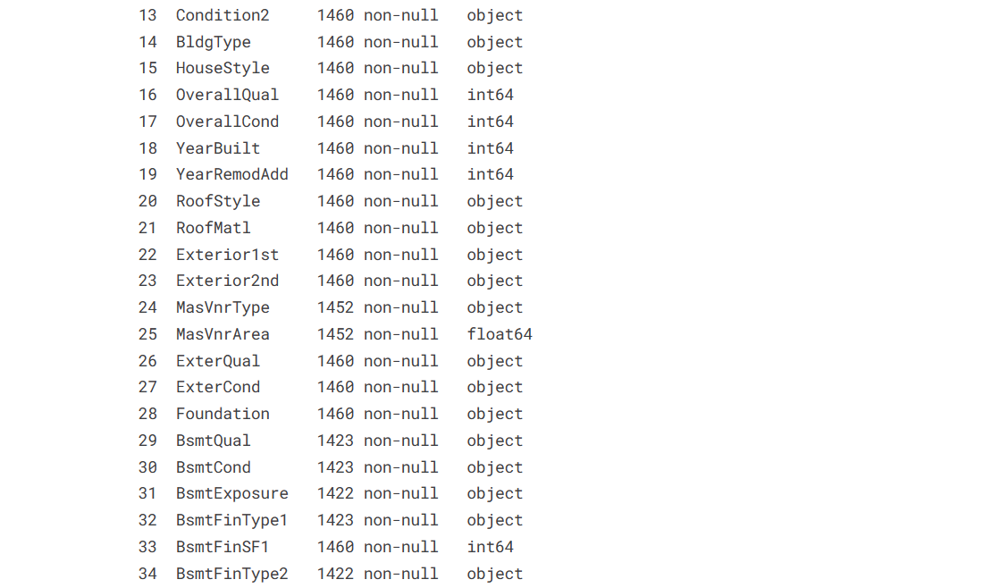 13 Condition2 1460 non-null object
14 BldgType 1460 non-null object
15 HouseStyle 1460 non-null object
16 OverallQual 1460 non-null int64
17 OverallCond 1460 non-null int64
18 YearBuilt 1460 non-null int64
19 YearRemodAdd 1460 non-null int64
20 RoofStyle 1460 non-null object
21 RoofMatl 1460 non-null object
22 Exterior1st 1460 non-null object
23 Exterior2nd 1460 non-null object
24 MasVnrType 1452 non-null object
25 MasVnrArea 1452 non-null float64
26 ExterQual 1460 non-null object
27 ExterCond 1460 non-null object
28 Foundation 1460 non-null object
29 BsmtQual 1423 non-null object
30 BsmtCond 1423 non-null object
31 BsmtExposure 1422 non-null object
32 BsmtFinType1 1423 non-null object
33 BsmtFinSF1 1460 non-null int64
34 BsmtFinType2 1422 non-null object